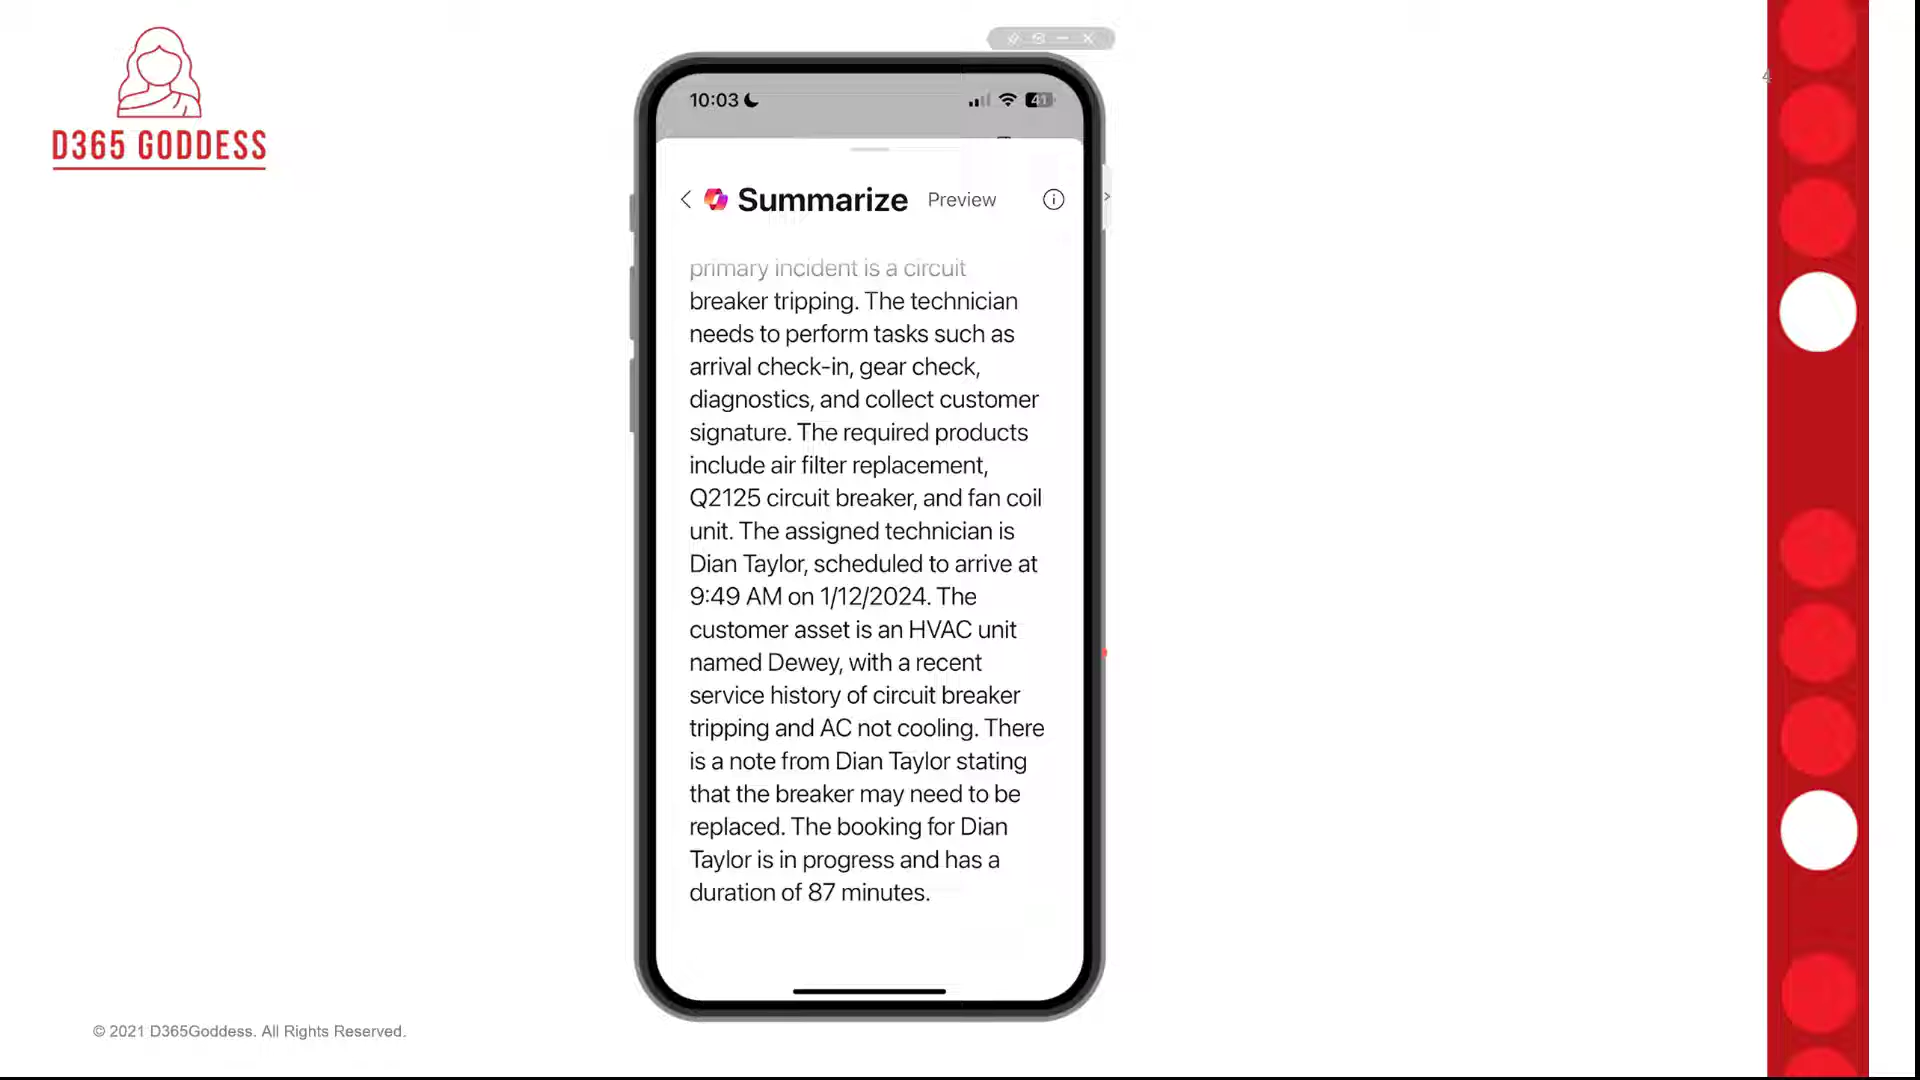 D365 GODDESS
4
10:03
41
Summarize Preview
primary incident is a circuit
breaker tripping. The technician
needs to perform tasks such as
arrival check-in, gear check,
diagnostics, and collect customer
signature. The required products
include air filter replacement,
Q2125 circuit breaker, and fan coil
unit. The assigned technician is
Dian Taylor, scheduled to arrive at
9:49 AM on 1/12/2024. The
customer asset is an HVAC unit
named Dewey, with a recent
service history of circuit breaker
tripping and AC not cooling. There
is a note from Dian Taylor stating
that the breaker may need to be
replaced. The booking for Dian
Taylor is in progress and has a
duration of 87 minutes.
© 2021 D365Goddess. All Rights Reserved.